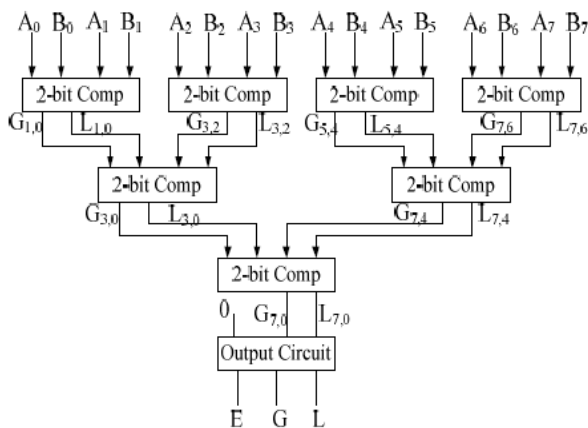 A0 B0 A1 B1 A2 B2 A3 B3 A4 B4 A5 B5 A6 B6 A7 B7
2-bit Comp 2-bit Comp 2-bit Comp 2-bit Comp
G1,0 L1,0 G3,2 L3,2 G5,4 L5,4 G7,6 L7,6
2-bit Comp 2-bit Comp
G3,0 L3,0 G7,4 L7,4
2-bit Comp
0 G7,0 L7,0
Output Circuit
E G L